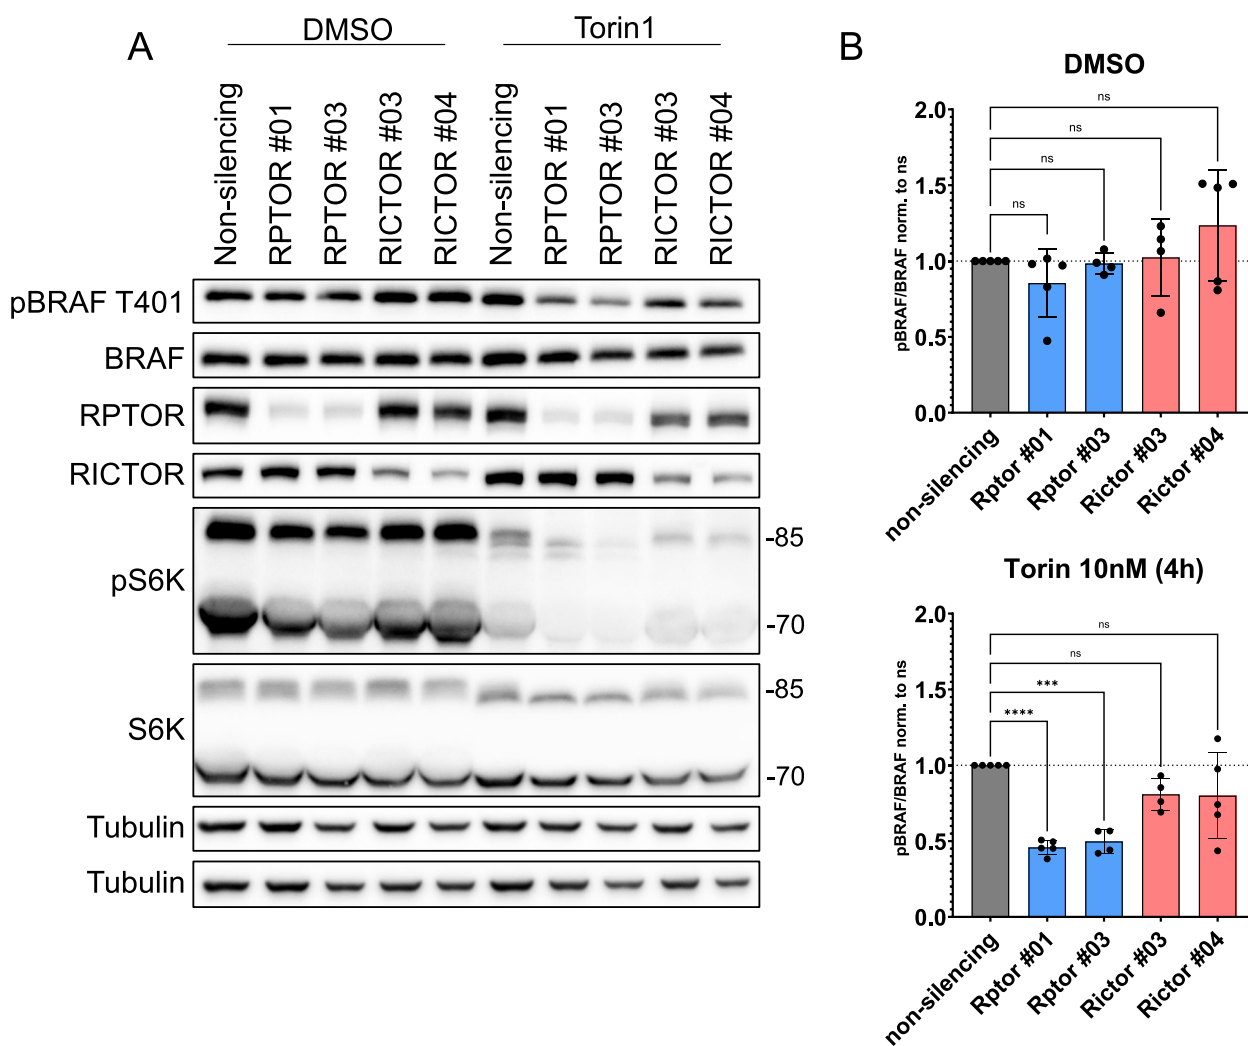 A
DMSO
Torin1
Non-silencing
RPTOR #01
RPTOR #03
RICTOR #03
RICTOR #04
Non-silencing
RPTOR #01
RPTOR #03
RICTOR #03
RICTOR #04
pBRAF T401
BRAF
RPTOR
RICTOR
pS6K
-85
-70
S6K
-85
-70
Tubulin
Tubulin
B
DMSO
pBRAF/BRAF norm. to ns
2.0
1.5
1.0
0.5
0.0
ns
ns
ns
ns
non-silencing
Rptor #01
Rptor #03
Rictor #03
Rictor #04
Torin 10nM (4h)
pBRAF/BRAF norm. to ns
2.0
1.5
1.0
0.5
0.0
ns
ns
***
****
non-silencing
Rptor #01
Rptor #03
Rictor #03
Rictor #04